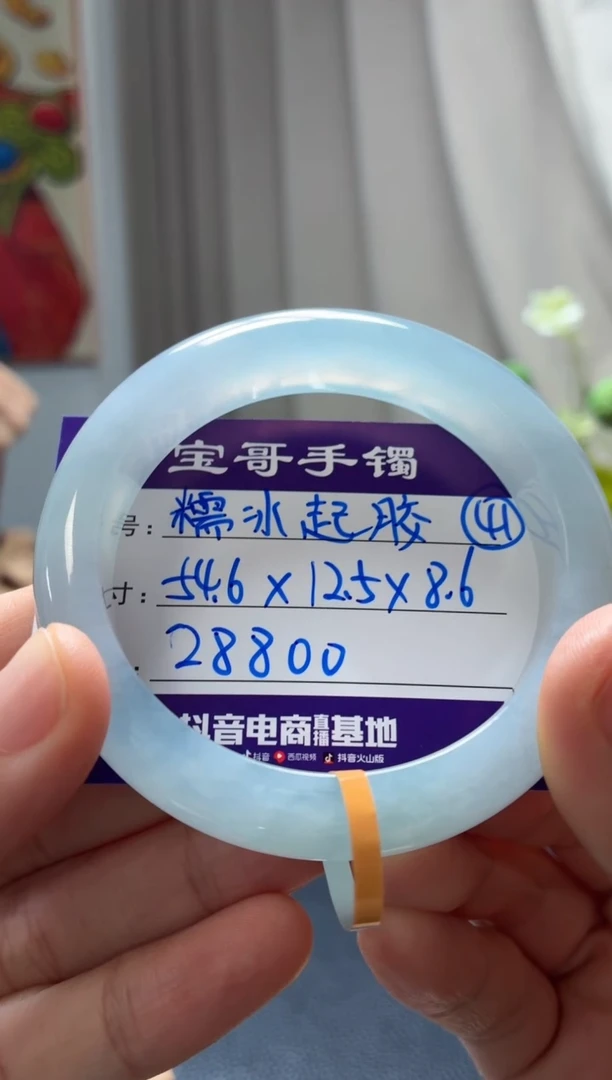 宝哥手镯
号：糯冰起胶 41
寸：54.6 x 12.5 x 8.6
28800
抖音电商直播基地
抖音 西瓜视频 抖音火山版